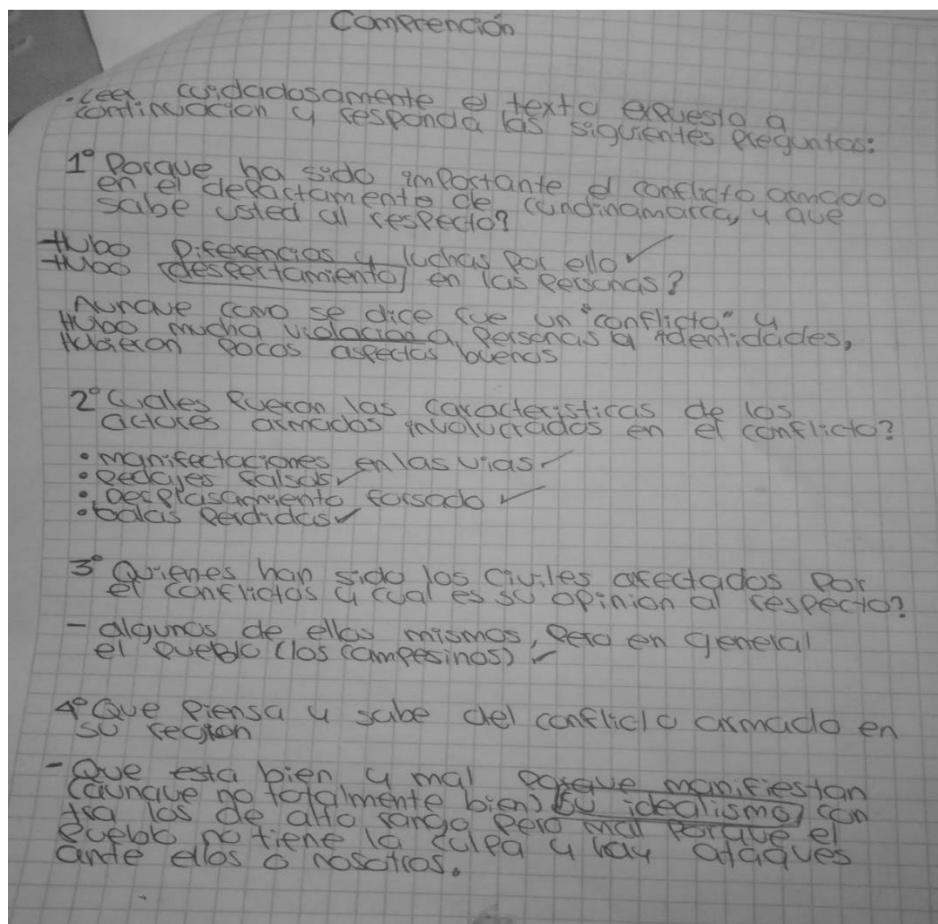 Comprención
·Leer cuidadosamente el texto expuesto a
continuacion y responda las siguientes preguntas:
1° Porque ha sido importante el conflicto armado
en el departamento de Cundinamarca, y que
sabe usted al respecto?
Hubo Diferencias y luchas por ello ✓
Hubo despertamiento en las personas?
Aunque como se dice fue un "conflicto" y
Hubo mucha violacion a personas a identidades,
Hubieron pocos aspectos buenos
2° Cuales fueron las caracteristicas de los
actores armados involucrados en el conflicto?
• manifectaciones en las vias ✓
• pedajes falsos ✓
• Desplasamiento forsado ✓
• balas perdidas ✓
3° Quienes han sido los civiles afectados por
el conflictos y cual es su opinion al respecto?
- algunos de ellos mismos, pero en general
el pueblo (los campesinos) ✓
4° Que piensa y sabe del conflicto armado en
su region
- Que esta bien y mal porque manifiestan
(aunque no totalmente bien) su idealismo con
tra los de alto rango pero mal porque el
pueblo no tiene la culpa y hay ataques
ante ellos o nosotros.